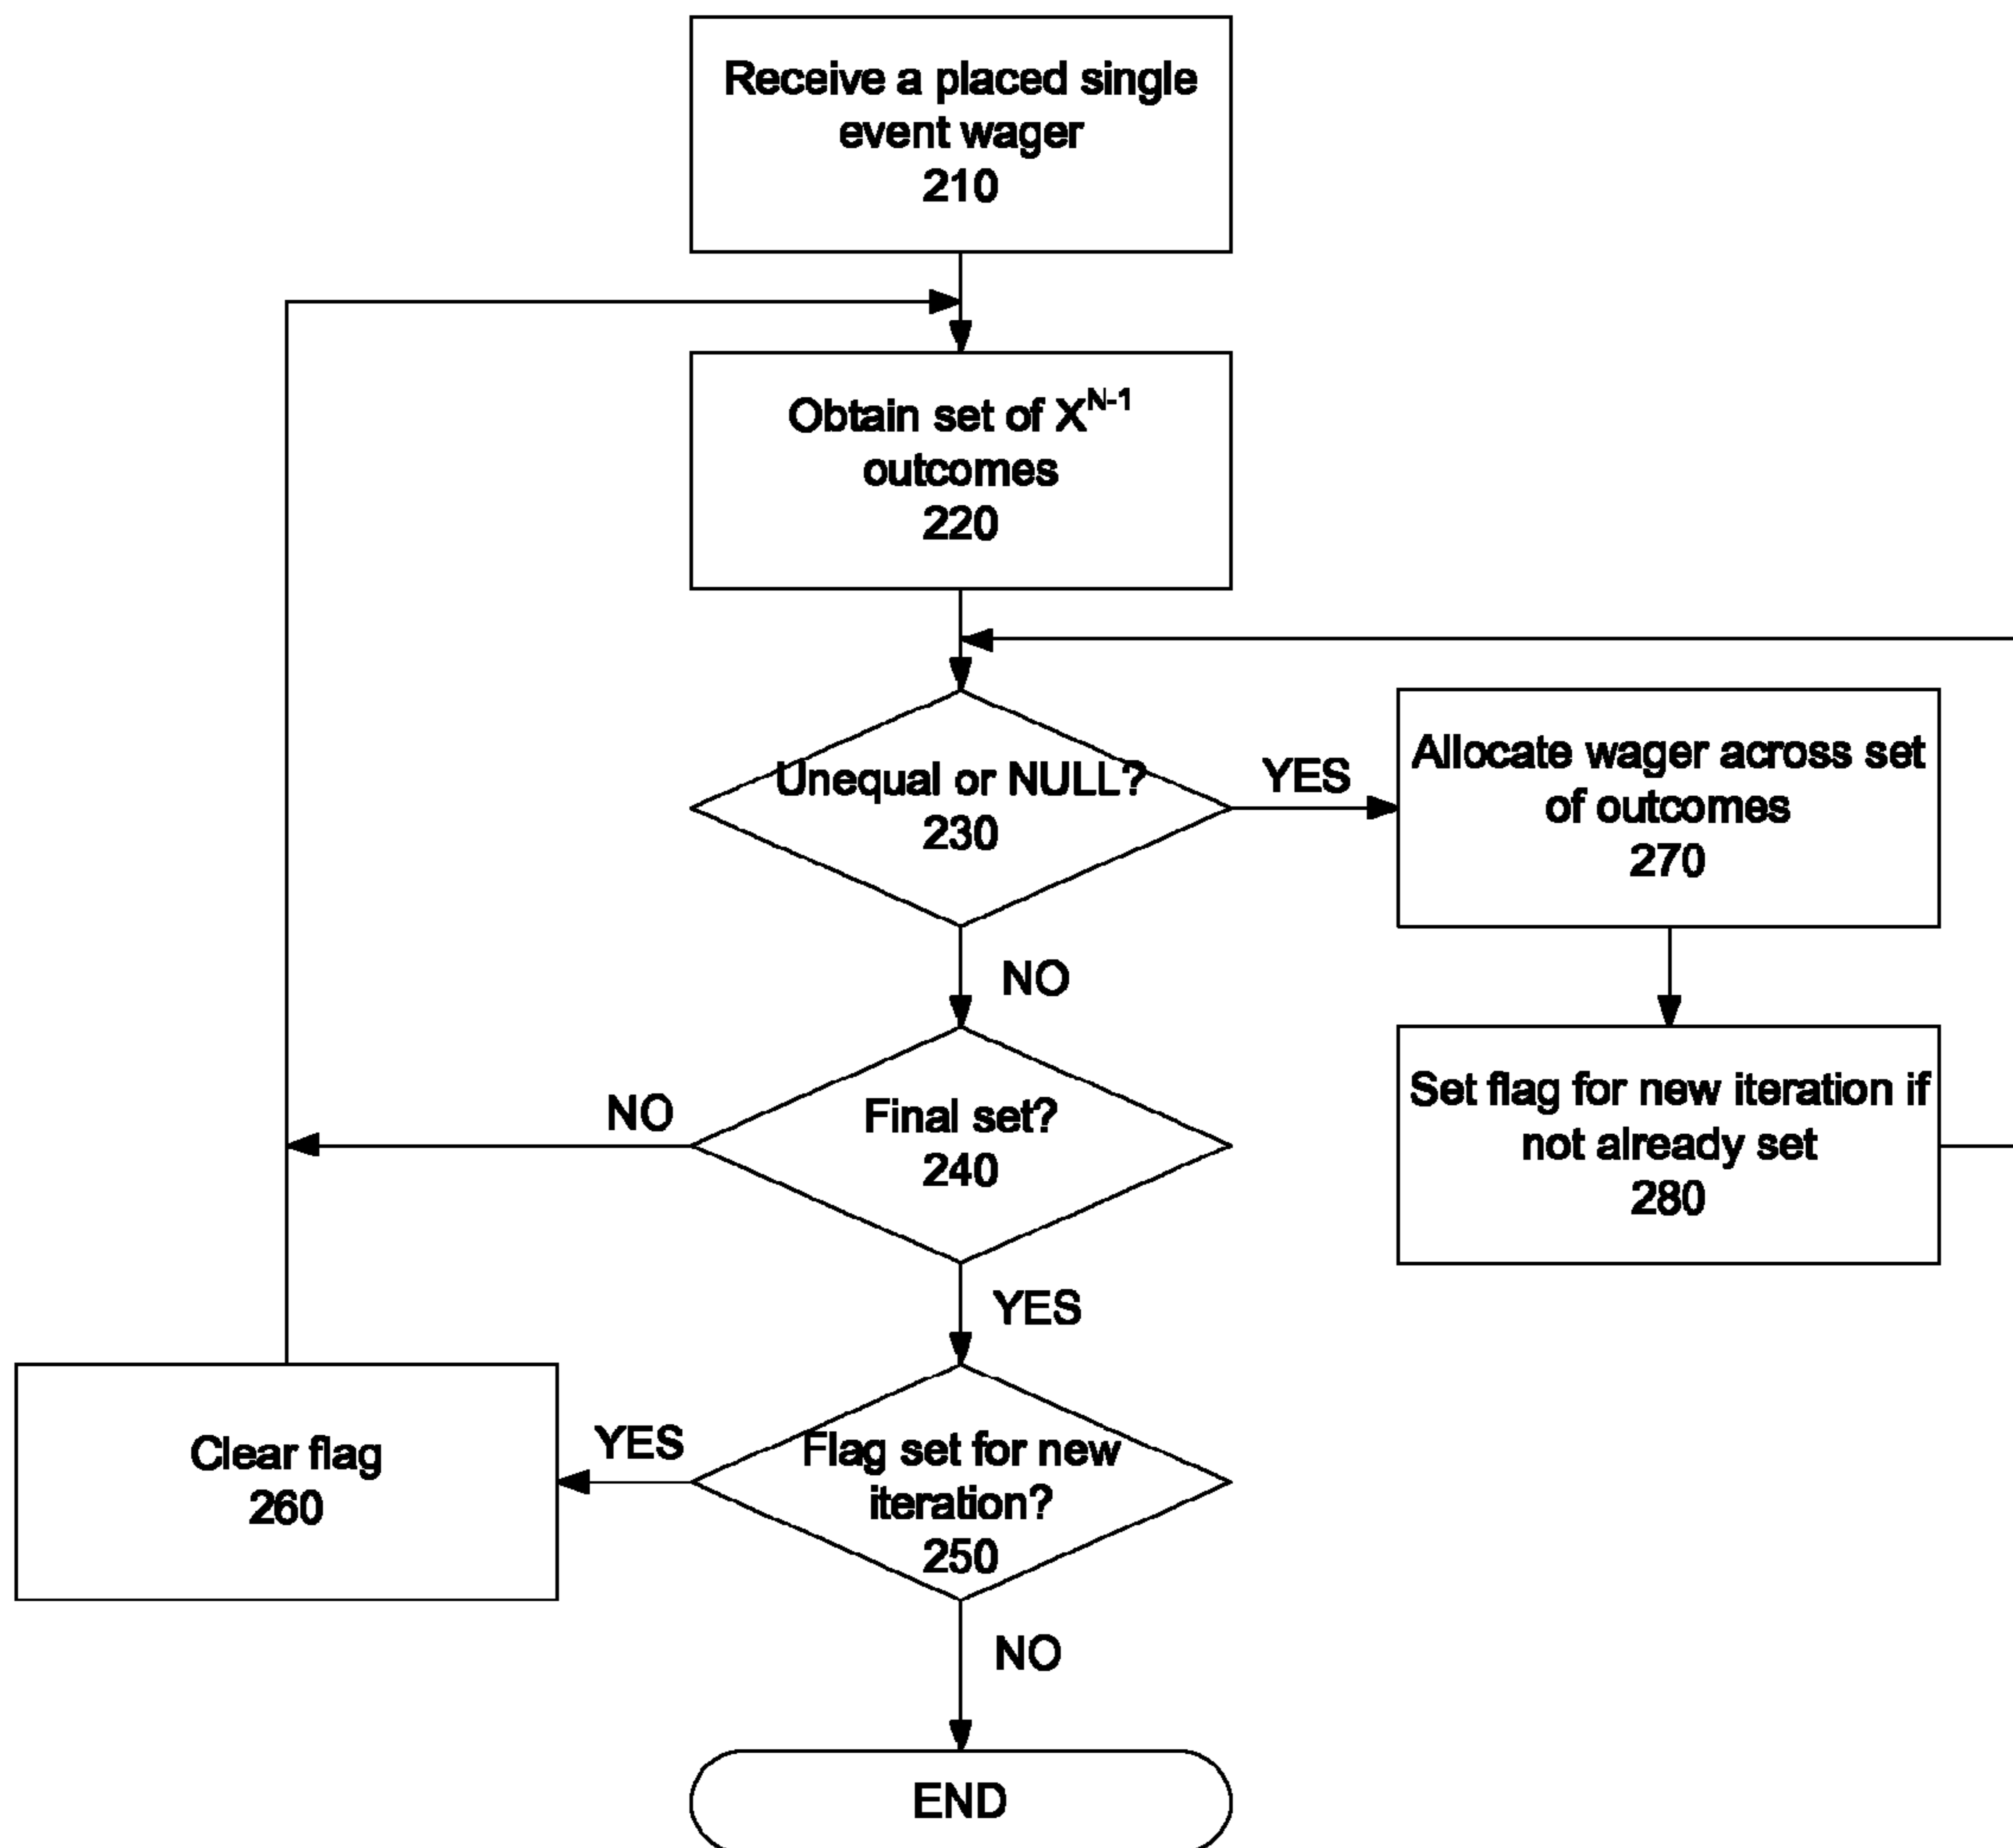 Receive a placed single
event wager
210
Obtain set of X^N-1
outcomes
220
Unequal or NULL?
230
YES
Allocate wager across set
of outcomes
270
NO
Set flag for new iteration if
not already set
280
NO
Final set?
240
YES
Clear flag
260
YES
Flag set for new
iteration?
250
NO
END